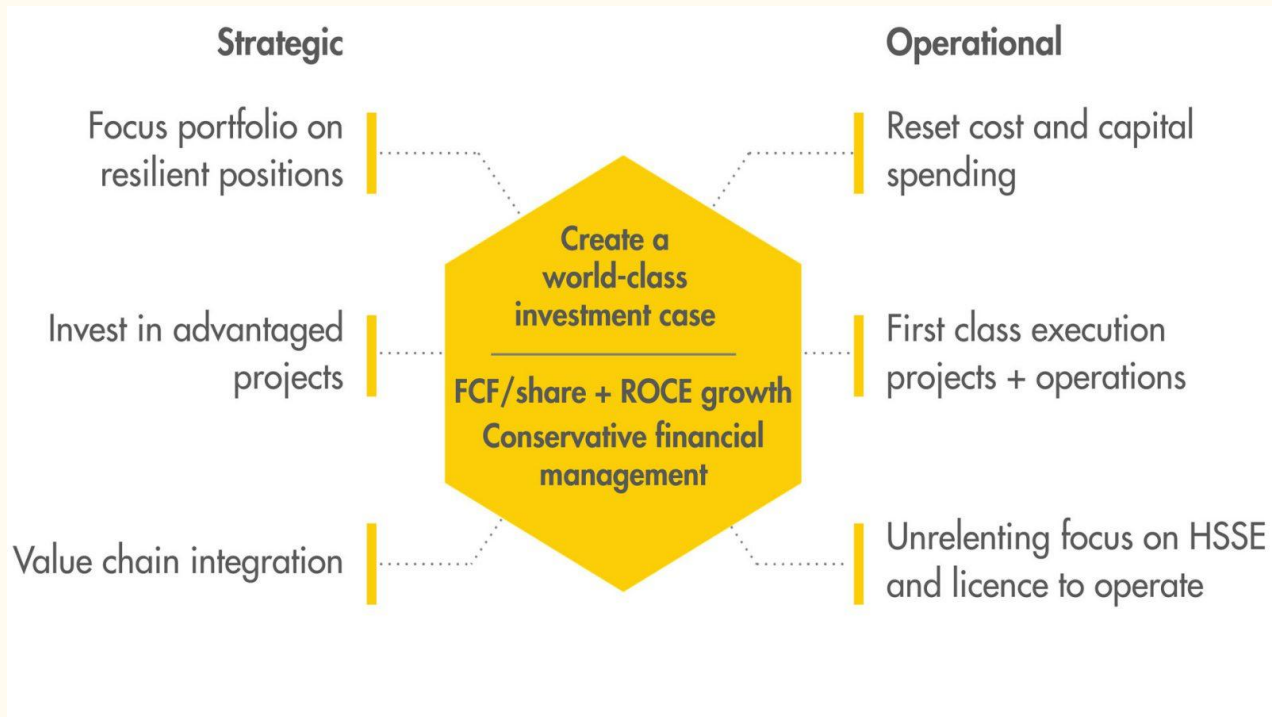 Strategic
Focus portfolio on
resilient positions
Invest in advantaged
projects
Value chain integration
Create a
world-class
investment case
FCF/share + ROCE growth
Conservative financial
management
Operational
Reset cost and capital
spending
First class execution
projects + operations
Unrelenting focus on HSSE
and licence to operate